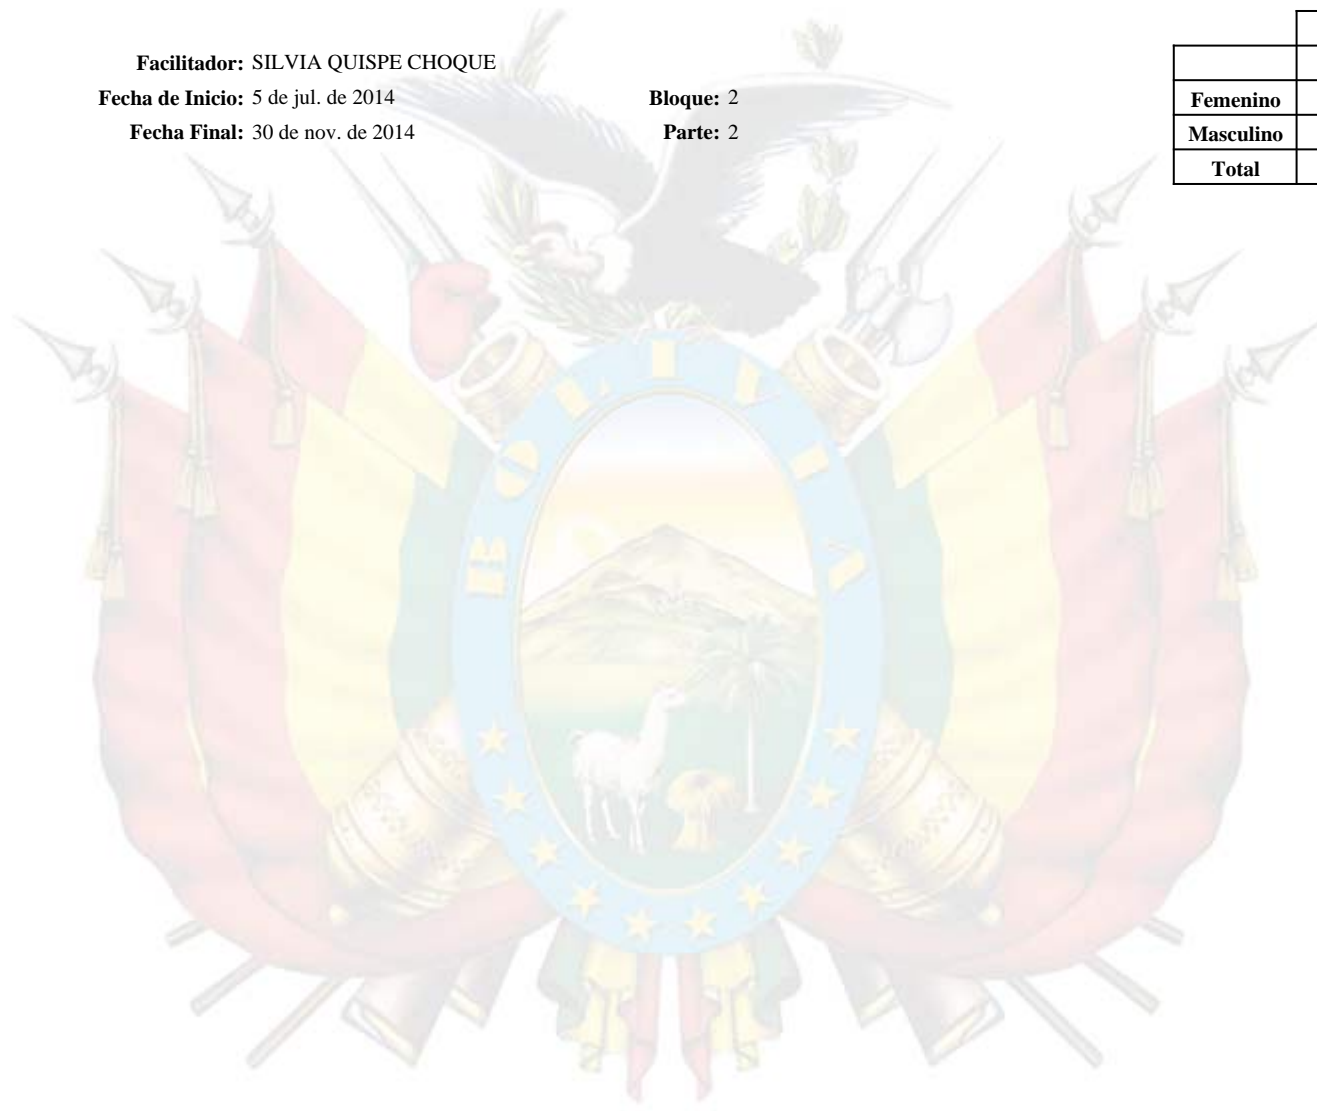 Facilitador: SILVIA QUISPE CHOQUE
Fecha de Inicio: 5 de jul. de 2014 Bloque: 2
Fecha Final: 30 de nov. de 2014 Parte: 2
Femenino
Masculino
Total
BOLIVIA